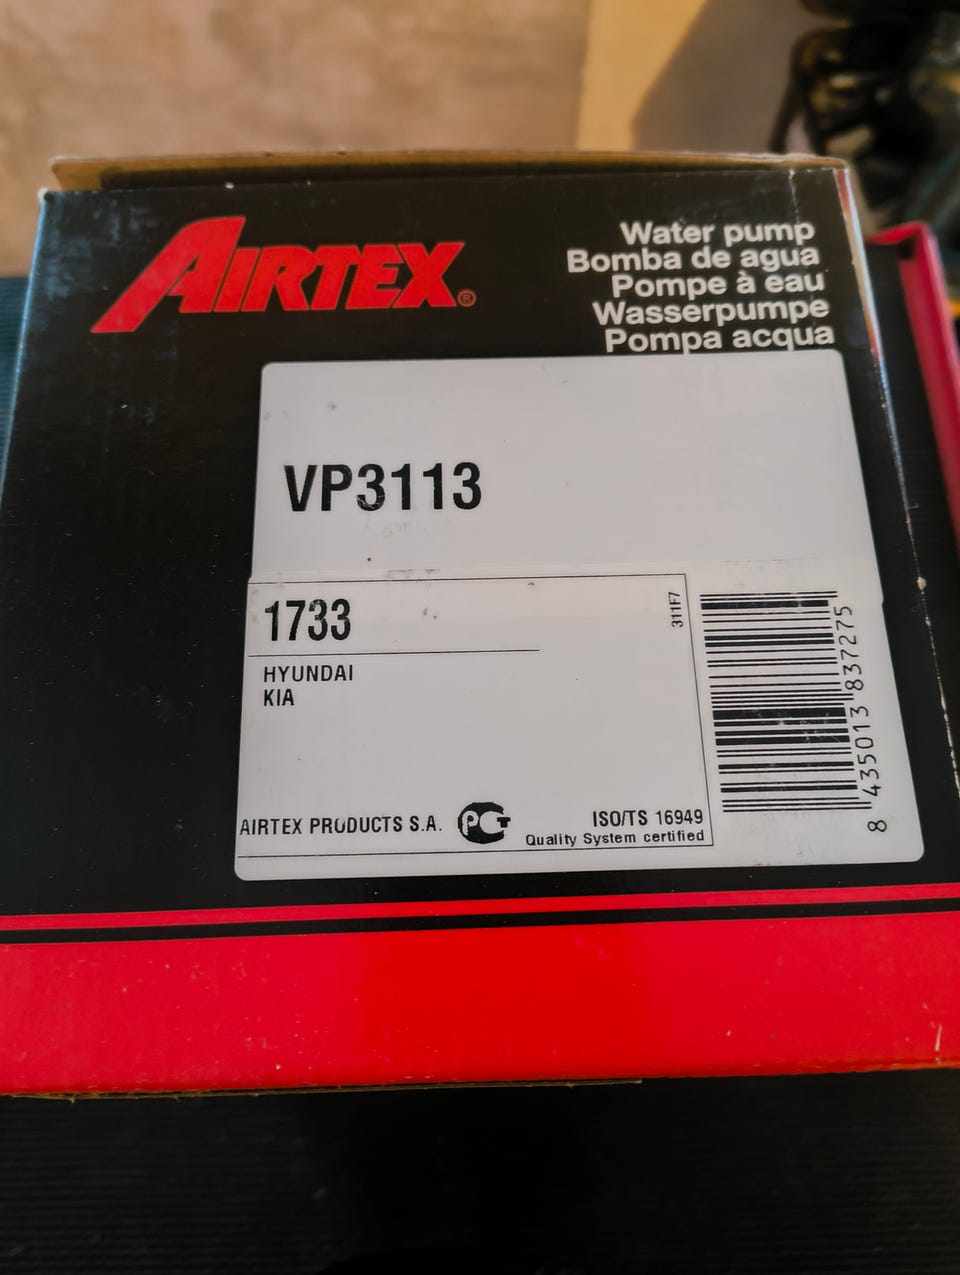 AIRTEX®
Water pump
Bomba de agua
Pompe à eau
Wasserpumpe
Pompa acqua
VP3113
1733
311F7
HYUNDAI
KIA
AIRTEX PRODUCTS S.A.
PCT
ISO/TS 16949
Quality System certified
8 435013 837275